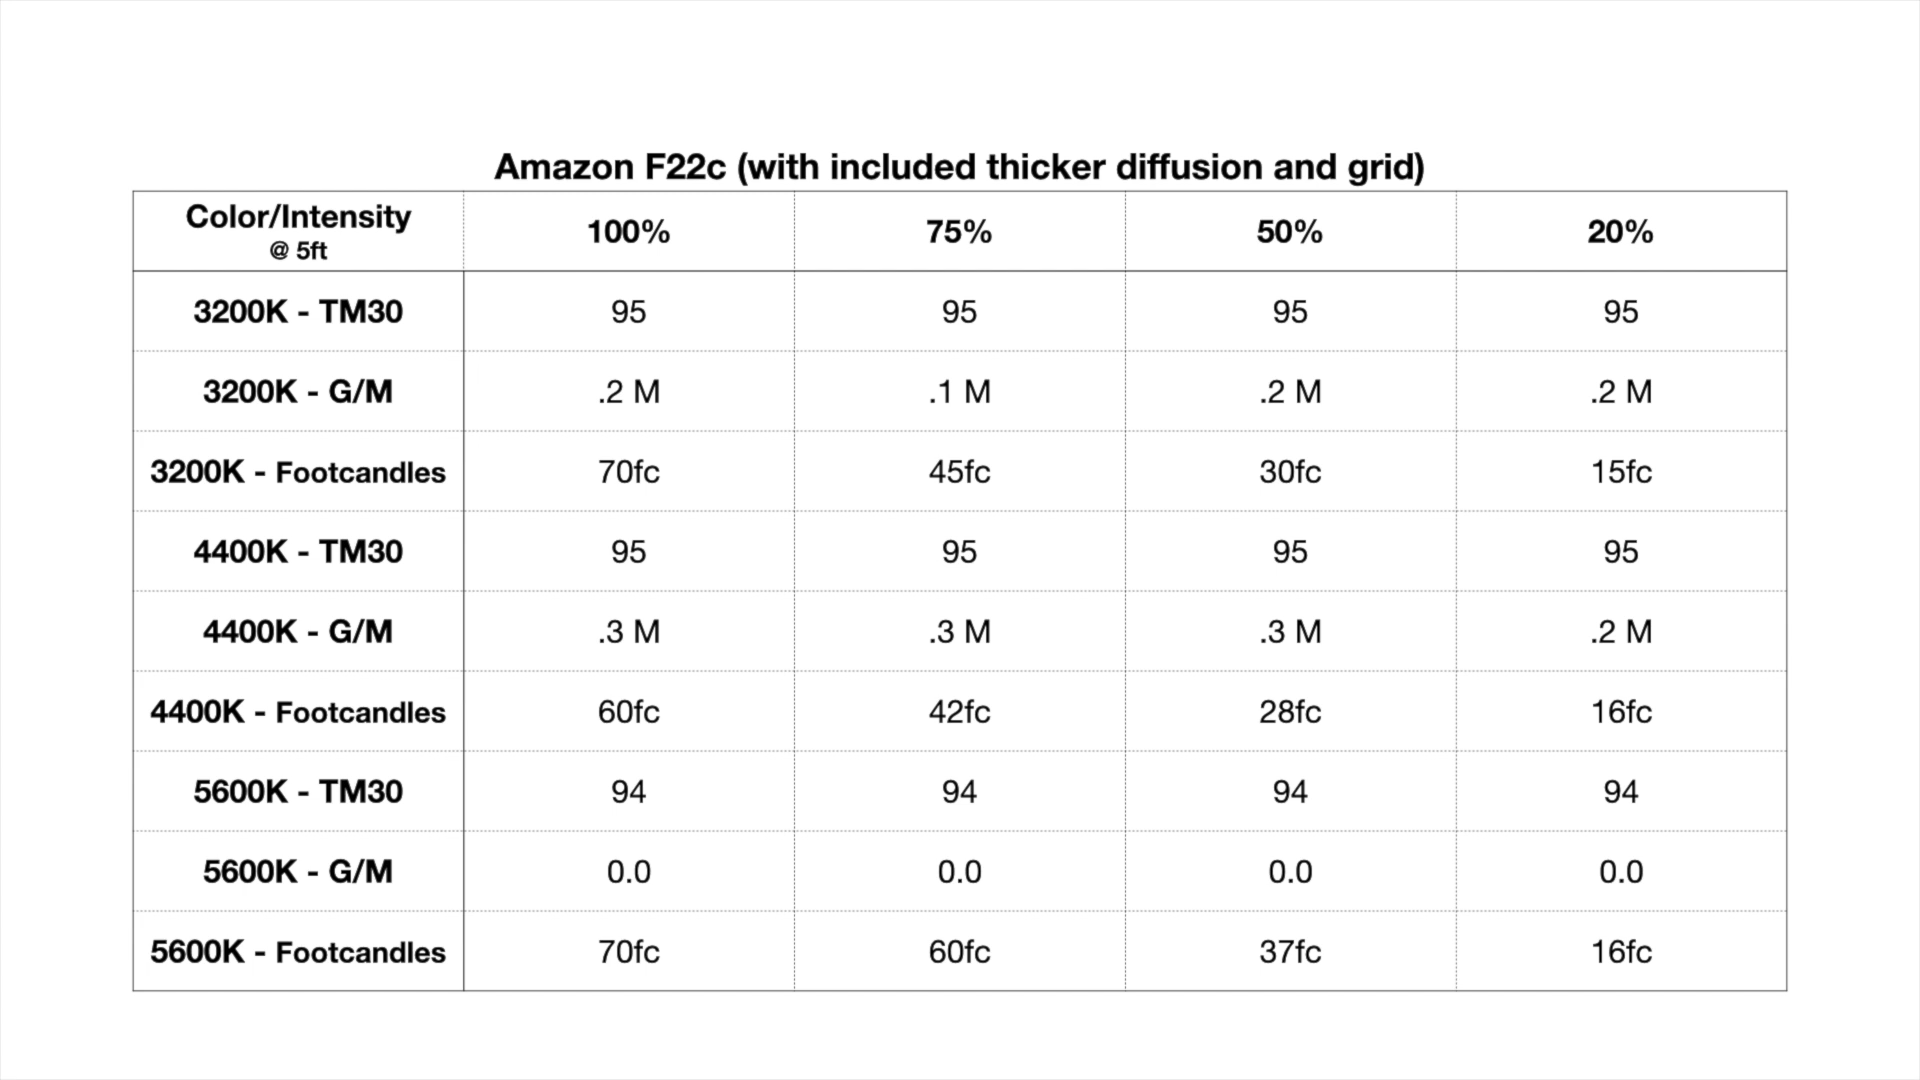 Amazon F22c (with included thicker diffusion and grid)
Color/Intensity @ 5ft 100% 75% 50% 20%
3200K - TM30 95 95 95 95
3200K - G/M .2 M .1 M .2 M .2 M
3200K - Footcandles 70fc 45fc 30fc 15fc
4400K - TM30 95 95 95 95
4400K - G/M .3 M .3 M .3 M .2 M
4400K - Footcandles 60fc 42fc 28fc 16fc
5600K - TM30 94 94 94 94
5600K - G/M 0.0 0.0 0.0 0.0
5600K - Footcandles 70fc 60fc 37fc 16fc